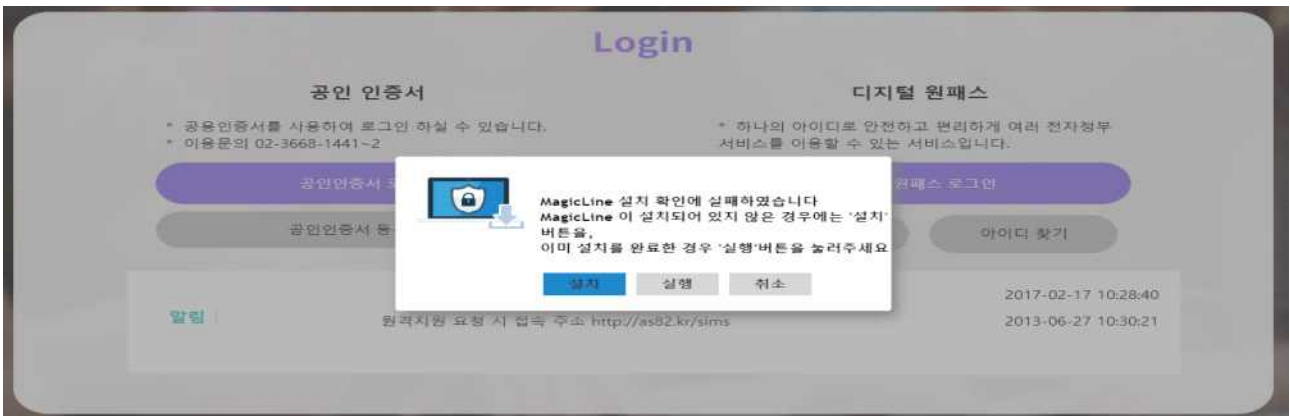 Login
공인 인증서
* 공용인증서를 사용하여 로그인 하실 수 있습니다.
* 이용문의 02-3668-1441~2
공인인증서
공인인증서 등
디지털 원패스
* 하나의 아이디로 안전하고 편리하게 여러 전자정부
서비스를 이용할 수 있는 서비스입니다.
원패스 로그인
아이디 찾기
MagicLine 설치 확인에 실패하였습니다
MagicLine 이 설치되어 있지 않은 경우에는 '설치'
버튼을,
이미 설치를 완료한 경우 '실행'버튼을 눌러주세요
설치 실행 취소
알림
2017-02-17 10:28:40
원격지원 요청 시 접속 주소 http://as82.kr/sims 2013-06-27 10:30:21